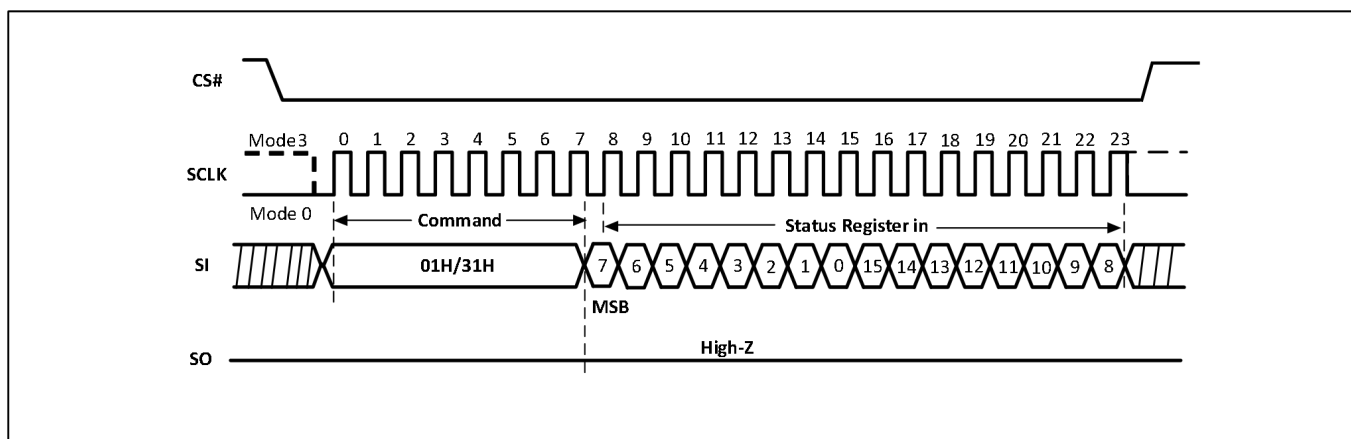 CS#
Mode3 0 1 2 3 4 5 6 7 8 9 10 11 12 13 14 15 16 17 18 19 20 21 22 23
SCLK
Mode 0 Command Status Register in
SI 01H/31H 7 6 5 4 3 2 1 0 15 14 13 12 11 10 9 8
MSB
SO High-Z